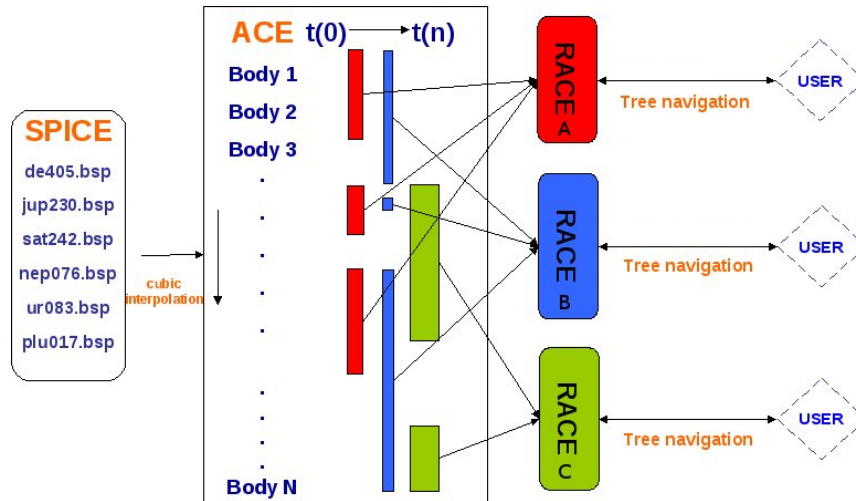 SPICE
de405.bsp
jup230.bsp
sat242.bsp
nep076.bsp
ur083.bsp
plu017.bsp
cubic
interpolation
ACE t(0) t(n)
Body 1
Body 2
Body 3
Body N
RACE A
Tree navigation
USER
RACE B
Tree navigation
USER
RACE C
Tree navigation
USER